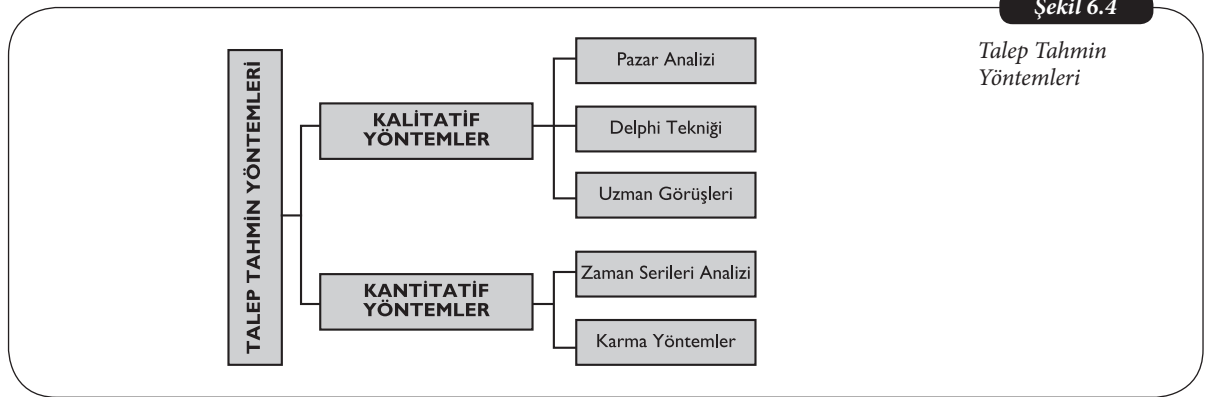 Şekil 6.4
Talep Tahmin
Yöntemleri
TALEP TAHMİN YÖNTEMLERİ
KALİTATİF
YÖNTEMLER
Pazar Analizi
Delphi Tekniği
Uzman Görüşleri
KANTİTATİF
YÖNTEMLER
Zaman Serileri Analizi
Karma Yöntemler